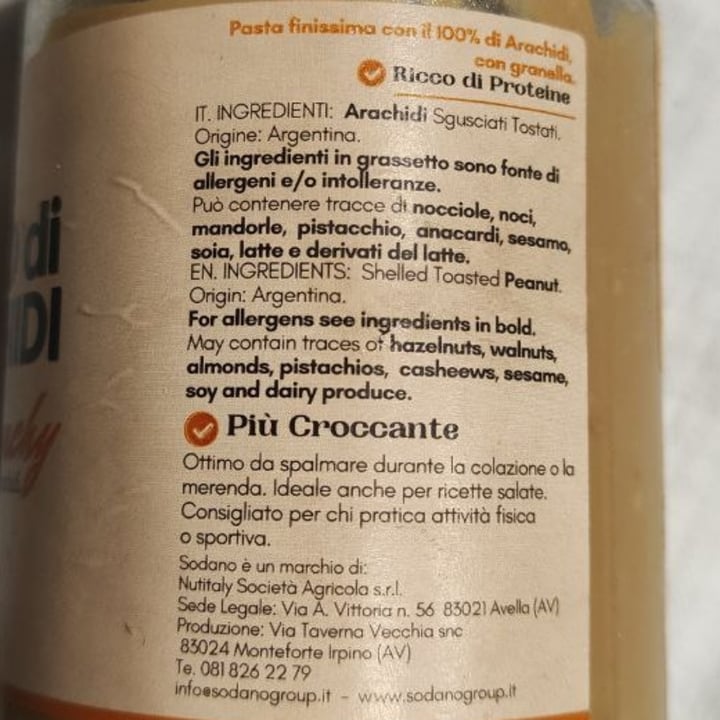 Pasta finissima con il 100% di Arachidi,
con granella.
Ricco di Proteine
IT. INGREDIENTI: Arachidi Sgusciati Tostati.
Origine: Argentina.
Gli ingredienti in grassetto sono fonte di
allergeni e/o intolleranze.
Può contenere tracce di nocciole, noci,
mandorle, pistacchio, anacardi, sesamo,
soia, latte e derivati del latte.
EN. INGREDIENTS: Shelled Toasted Peanut.
Origin: Argentina.
For allergens see ingredients in bold.
May contain traces of hazelnuts, walnuts,
almonds, pistachios, casheews, sesame,
soy and dairy produce.
Più Croccante
Ottimo da spalmare durante la colazione o la
merenda. Ideale anche per ricette salate.
Consigliato per chi pratica attività fisica
o sportiva.
Sodano è un marchio di:
Nutitaly Società Agricola s.r.l.
Sede Legale: Via A. Vittoria n. 56 83021 Avella (AV)
Produzione: Via Taverna Vecchia snc
83024 Monteforte Irpino (AV)
Te. 081 826 22 79
info@sodanogroup.it - www.sodanogroup.it
di